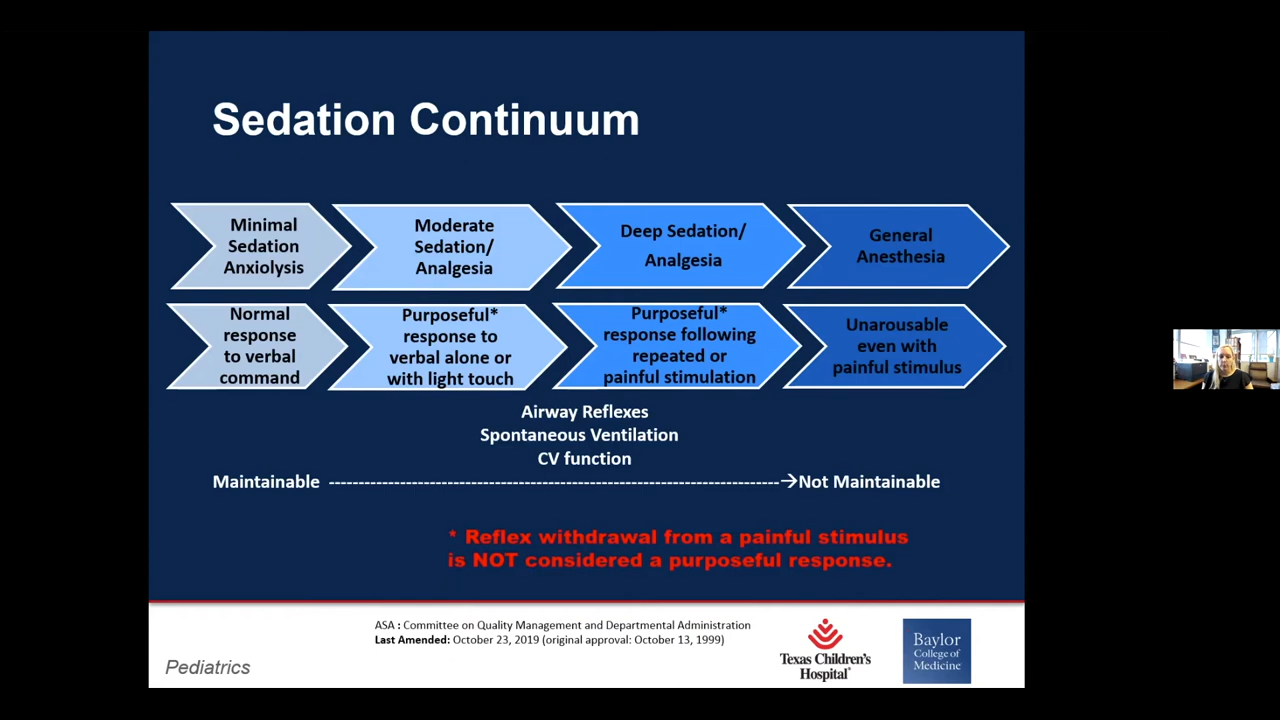 Sedation Continuum
Minimal
Sedation
Anxiolysis
Moderate
Sedation/
Analgesia
Deep Sedation/
Analgesia
General
Anesthesia
Normal
response
to verbal
command
Purposeful*
response to
verbal alone or
with light touch
Purposeful*
response following
repeated or
painful stimulation
Unarousable
even with
painful stimulus
Airway Reflexes
Spontaneous Ventilation
CV function
Maintainable ----------------------------------------------------------------------------→Not Maintainable
* Reflex withdrawal from a painful stimulus
is NOT considered a purposeful response.
ASA : Committee on Quality Management and Departmental Administration
Last Amended: October 23, 2019 (original approval: October 13, 1999)
Pediatrics
Texas Children's
Hospital®
Baylor
College of
Medicine